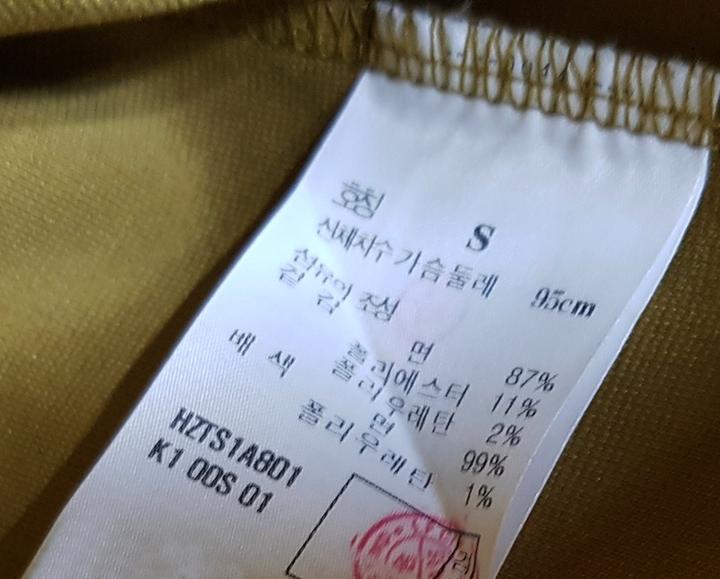 호칭 S
신체치수 가슴둘레 95cm
섬유의 조성
겉 감 면 87%
폴리에스터 11%
폴리우레탄 2%
배 색 면 99%
폴리우레탄 1%
HZTS1A801
K1 00S 01